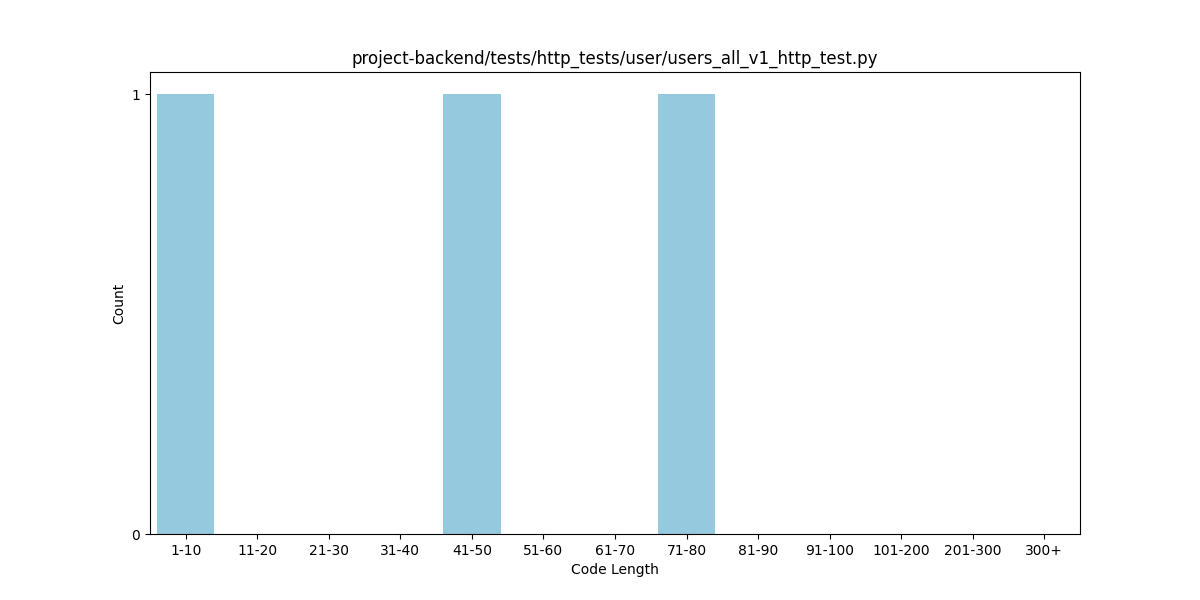 project-backend/tests/http_tests/user/users_all_v1_http_test.py
1
Count
0
1-10 11-20 21-30 31-40 41-50 51-60 61-70 71-80 81-90 91-100 101-200 201-300 300+
Code Length